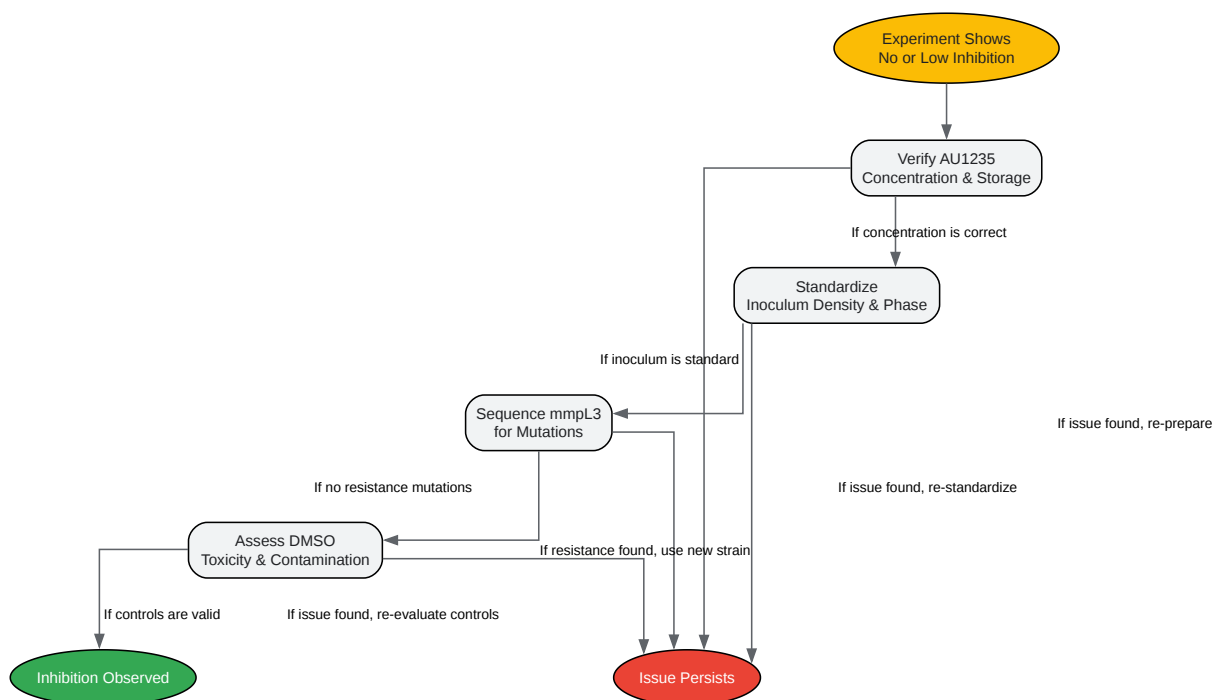 Experiment Shows
No or Low Inhibition
Verify AU1235
Concentration & Storage
If concentration is correct
Standardize
Inoculum Density & Phase
If inoculum is standard
Sequence mmpL3
for Mutations
If issue found, re-prepare
If no resistance mutations
If issue found, re-standardize
Assess DMSO
Toxicity & Contamination
If resistance found, use new strain
If controls are valid
If issue found, re-evaluate controls
Inhibition Observed
Issue Persists